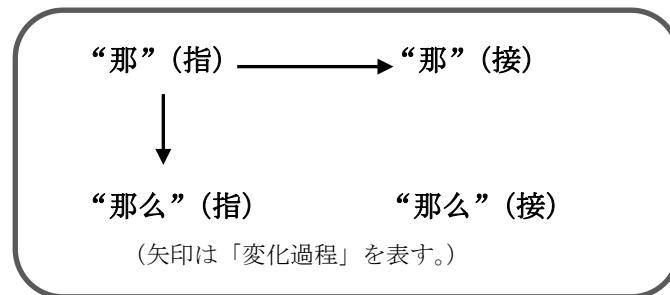 “那”（指） “那”（接）
“那么”（指） “那么”（接）
（矢印は「変化過程」を表す。）